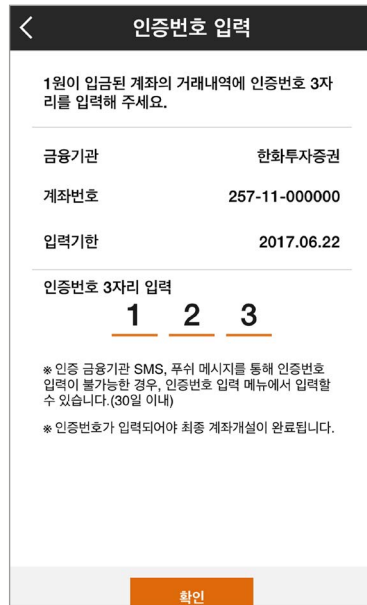 인증번호 입력
1원이 입금된 계좌의 거래내역에 인증번호 3자
리를 입력해 주세요.
금융기관 한화투자증권
계좌번호 257-11-000000
입력기한 2017.06.22
인증번호 3자리 입력
1 2 3
※ 인증 금융기관 SMS, 푸쉬 메시지를 통해 인증번호
입력이 불가능한 경우, 인증번호 입력 메뉴에서 입력할
수 있습니다.(30일 이내)
※ 인증번호가 입력되어야 최종 계좌개설이 완료됩니다.
확인